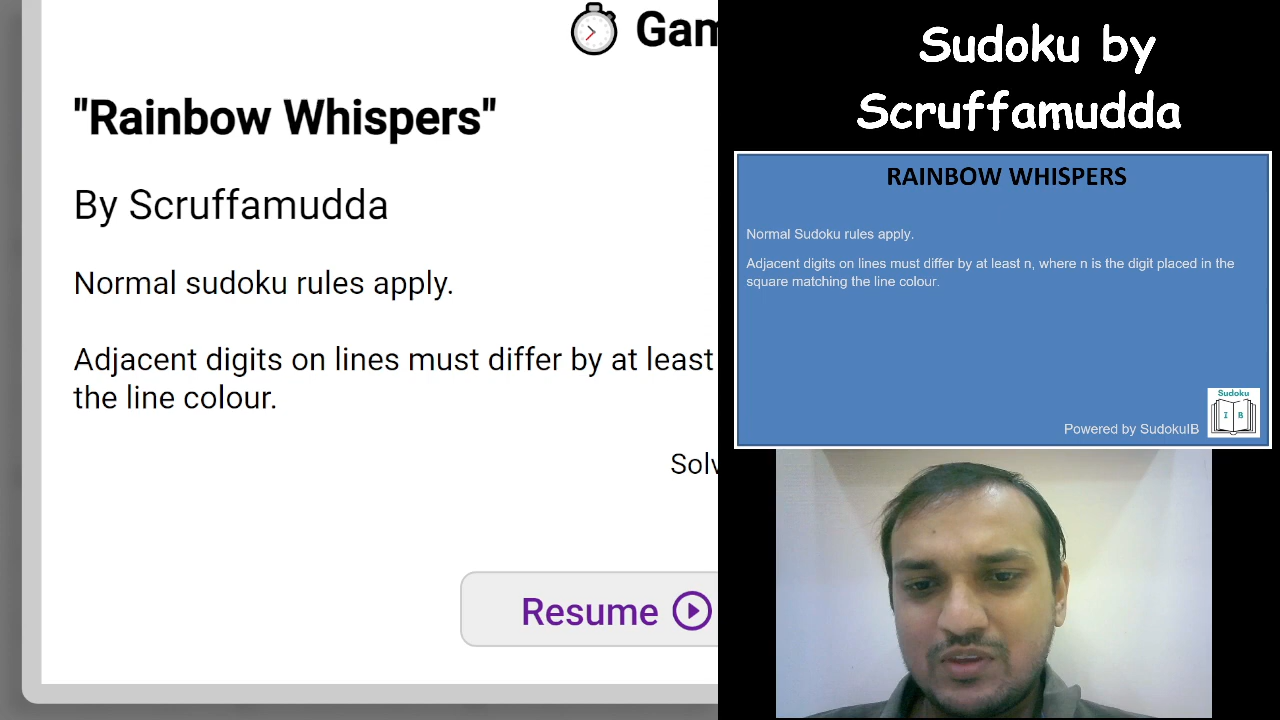 Gam
"Rainbow Whispers"
By Scruffamudda
Normal sudoku rules apply.
Adjacent digits on lines must differ by at least
the line colour.
Solv
Resume
Sudoku by
Scruffamudda
RAINBOW WHISPERS
Normal Sudoku rules apply.
Adjacent digits on lines must differ by at least n, where n is the digit placed in the
square matching the line colour.
Powered by SudokuIB
Sudoku
I B